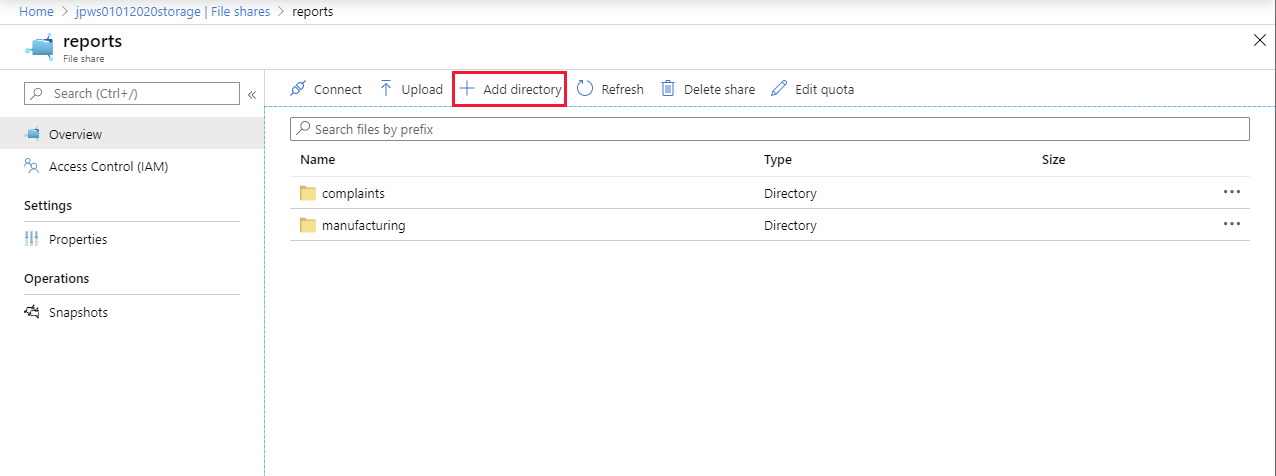 Home > jpws01012020storage | File shares > reports
reports
File share
Search (Ctrl+/)
«
Overview
Access Control (IAM)
Settings
Properties
Operations
Snapshots
Connect Upload Add directory Refresh Delete share Edit quota
Search files by prefix
Name Type Size
complaints Directory
manufacturing Directory